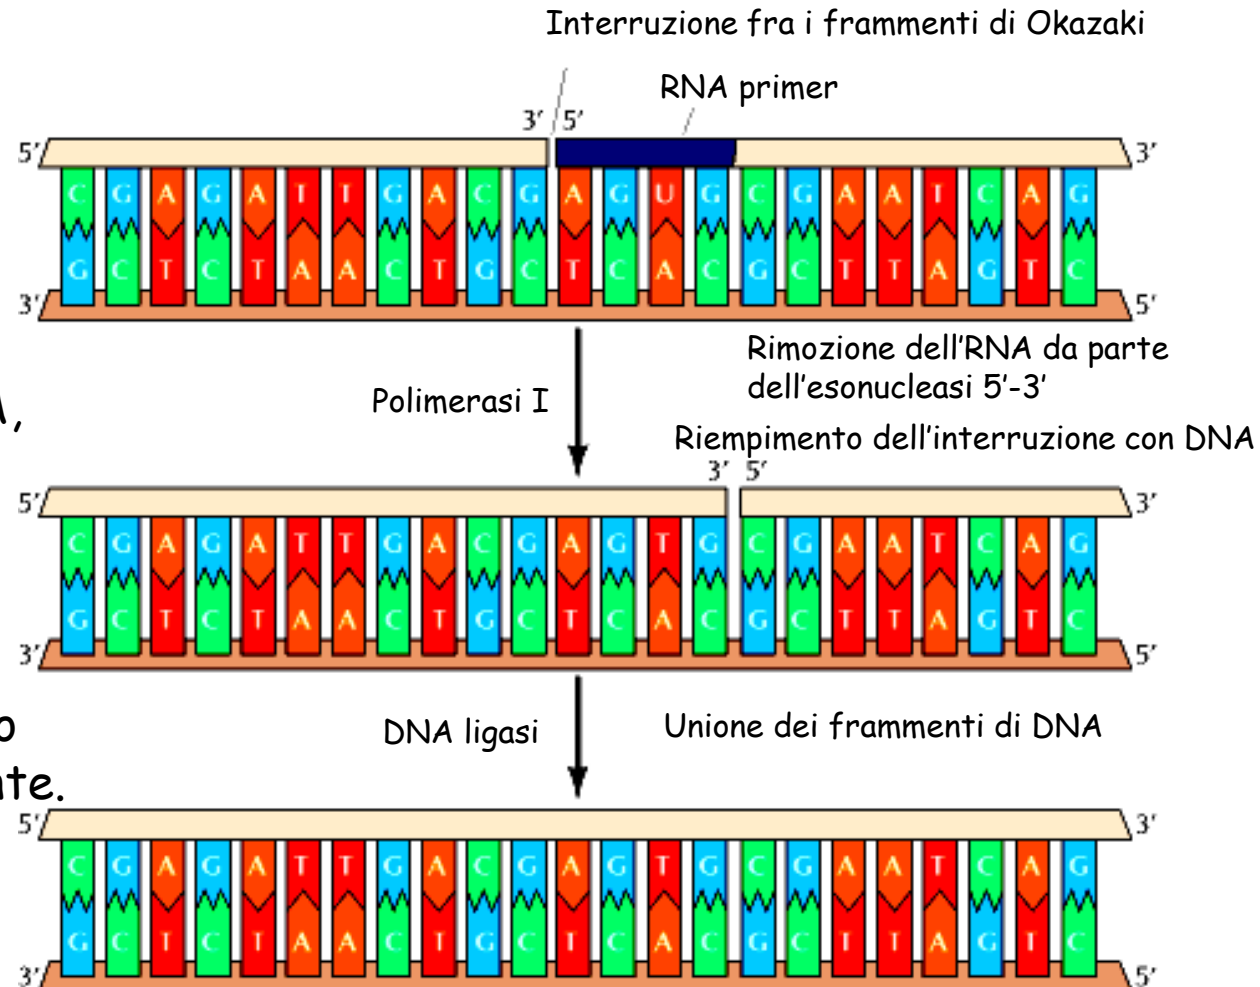 Interruzione fra i frammenti di Okazaki
RNA primer
3′ 5′
5′ 3′
C G A G A T T G A C G A G U G C G A A T C A G
G C T C T A A C T G C T C A C G C T T A G T C
3′ 5′
Rimozione dell'RNA da parte
dell'esonucleasi 5'-3'
Polimerasi I
A,
Riempimento dell'interruzione con DNA
3′ 5′
5′ 3′
C G A G A T T G A C G A G T G C G A A T C A G
G C T C T A A C T G C T C A C G C T T A G T C
3′ 5′
DNA ligasi
Unione dei frammenti di DNA
o
nte.
5′ 3′
C G A G A T T G A C G A G T G C G A A T C A G
G C T C T A A C T G C T C A C G C T T A G T C
3′ 5′